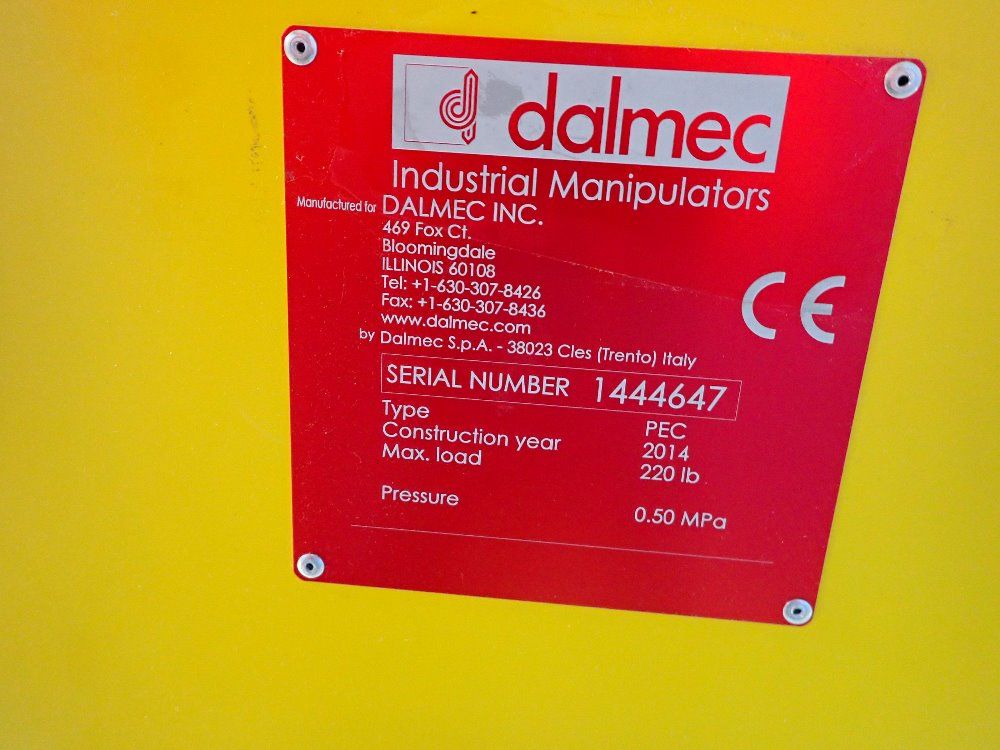 dalmec
Industrial Manipulators
Manufactured for DALMEC INC.
469 Fox Ct.
Bloomingdale
ILLINOIS 60108
Tel: +1-630-307-8426
Fax: +1-630-307-8436
www.dalmec.com
by Dalmec S.p.A. - 38023 Cles (Trento) Italy
CE
SERIAL NUMBER 1444647
Type PEC
Construction year 2014
Max. load 220 lb
Pressure 0.50 MPa